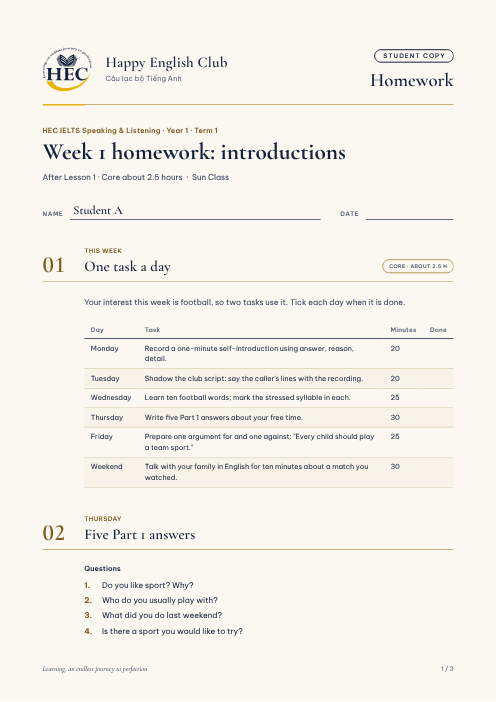 Learning, an endless journey to perfection
HEC
Happy English Club
Câu lạc bộ Tiếng Anh
STUDENT COPY
Homework
HEC IELTS Speaking & Listening · Year 1 · Term 1
Week 1 homework: introductions
After Lesson 1 · Core about 2.5 hours · Sun Class
NAME Student A DATE
THIS WEEK
01 One task a day CORE · ABOUT 2.5 H
Your interest this week is football, so two tasks use it. Tick each day when it is done.
Day Task Minutes Done
Monday Record a one-minute self-introduction using answer, reason, 20
detail.
Tuesday Shadow the club script: say the caller's lines with the recording. 20
Wednesday Learn ten football words; mark the stressed syllable in each. 25
Thursday Write five Part 1 answers about your free time. 30
Friday Prepare one argument for and one against: "Every child should play 25
a team sport."
Weekend Talk with your family in English for ten minutes about a match you 30
watched.
THURSDAY
02 Five Part 1 answers
Questions
1. Do you like sport? Why?
2. Who do you usually play with?
3. What did you do last weekend?
4. Is there a sport you would like to try?
Learning, an endless journey to perfection 1 / 3